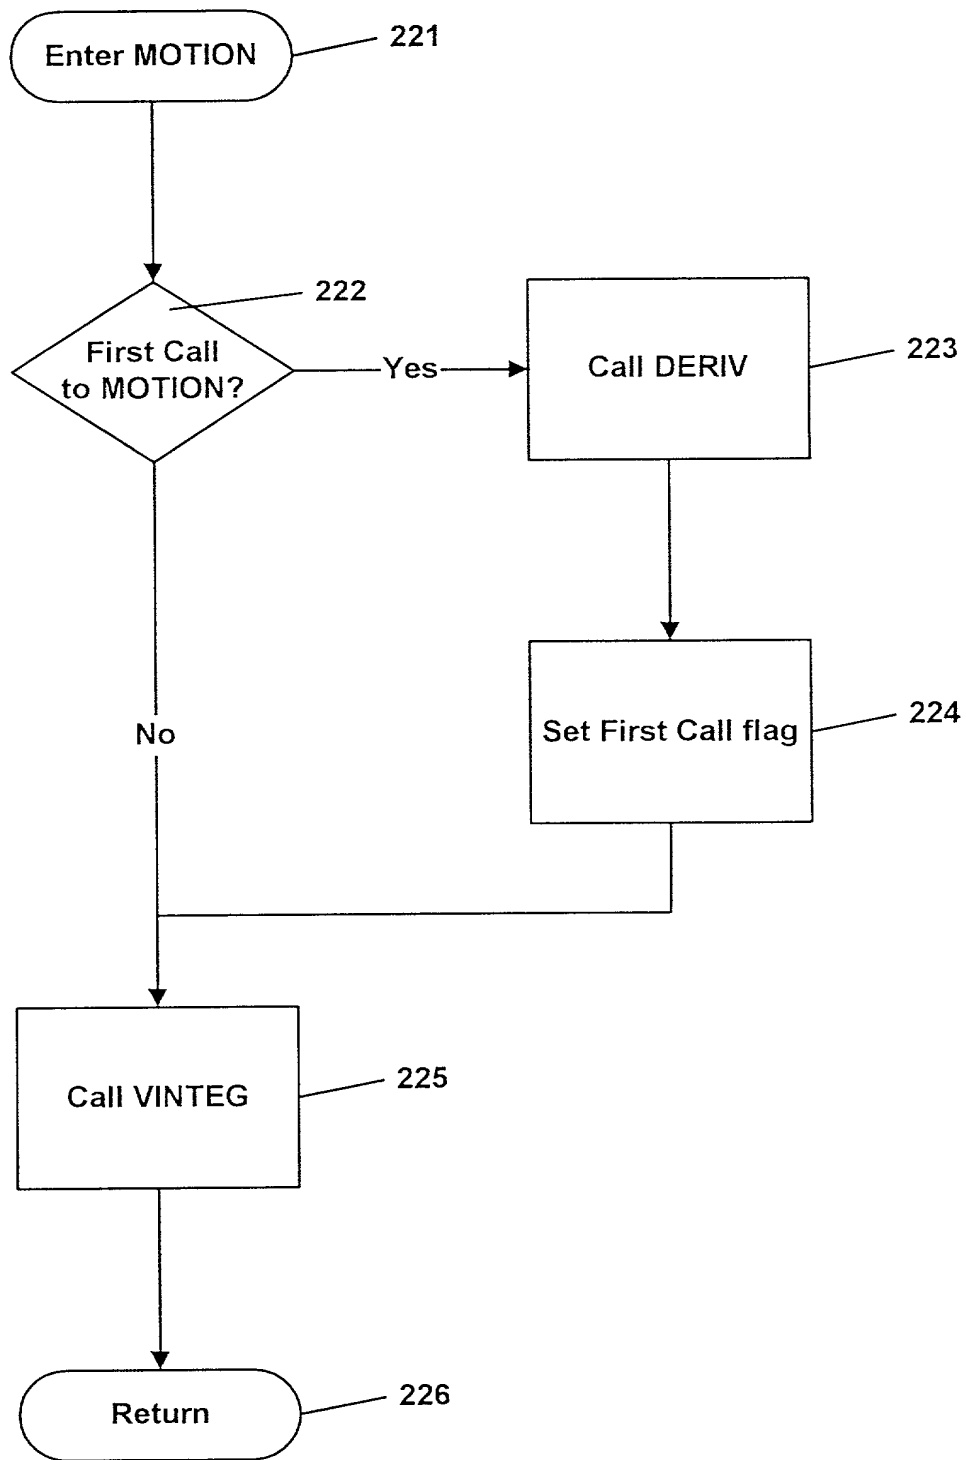 Enter MOTION
221
222
First Call
to MOTION?
Yes
Call DERIV
223
Set First Call flag
224
No
Call VINTEG
225
Return
226